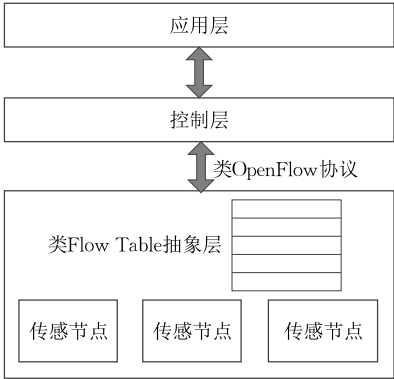 应用层
控制层
类OpenFlow协议
类Flow Table抽象层
传感节点 传感节点 传感节点